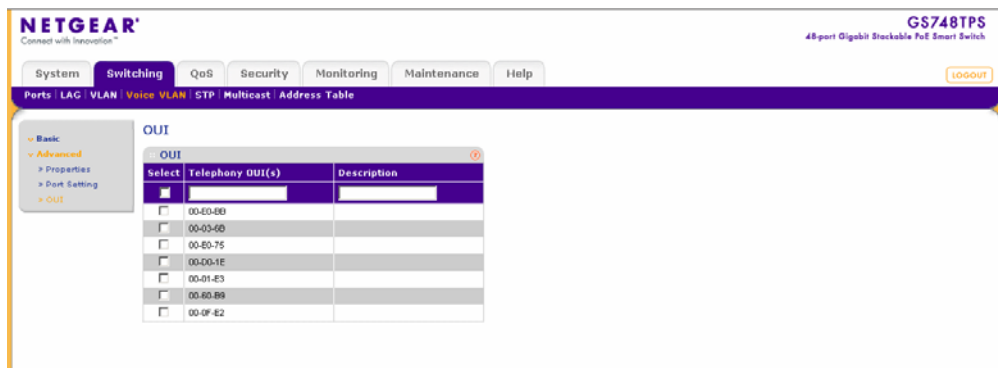 NETGEAR®
Connect with Innovation™
GS748TPS
48-port Gigabit Stackable PoE Smart Switch
System Switching QoS Security Monitoring Maintenance Help
LOGOUT
Ports | LAG | VLAN | Voice VLAN | STP | Multicast | Address Table
Basic
Advanced
» Properties
» Port Setting
» OUI
OUI
OUI
Select Telephony OUI(s) Description
00-E0-BB
00-03-6B
00-E0-75
00-D0-1E
00-01-E3
00-60-B9
00-0F-E2